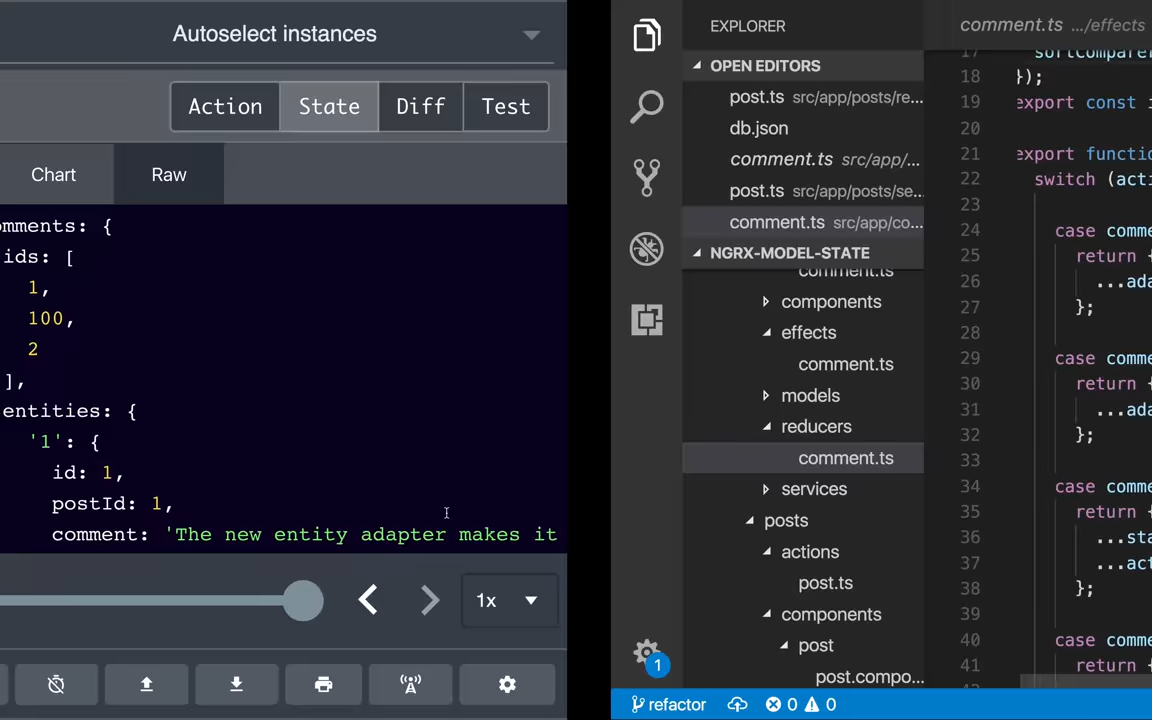 Autoselect instances
Action State Diff Test
Chart Raw
omments: {
ids: [
1,
100,
2
],
entities: {
'1': {
id: 1,
postId: 1,
comment: 'The new entity adapter makes it
1x
EXPLORER
OPEN EDITORS
post.ts src/app/posts/re...
db.json
comment.ts src/app/...
post.ts src/app/posts/se...
comment.ts src/app/co...
NGRX-MODEL-STATE
comment.ts
components
effects
comment.ts
models
reducers
comment.ts
services
posts
actions
post.ts
components
post
post.compo...
1
refactor 0 0
comment.ts .../effects
17 sortComparer
18 });
19 export const i
20
21 export functio
22 switch (acti
23
24 case comme
25 return {
26 ...ada
27 };
28
29 case comme
30 return {
31 ...ada
32 };
33
34 case comme
35 return {
36 ...sta
37 ...act
38 };
39
40 case comme
41 return {